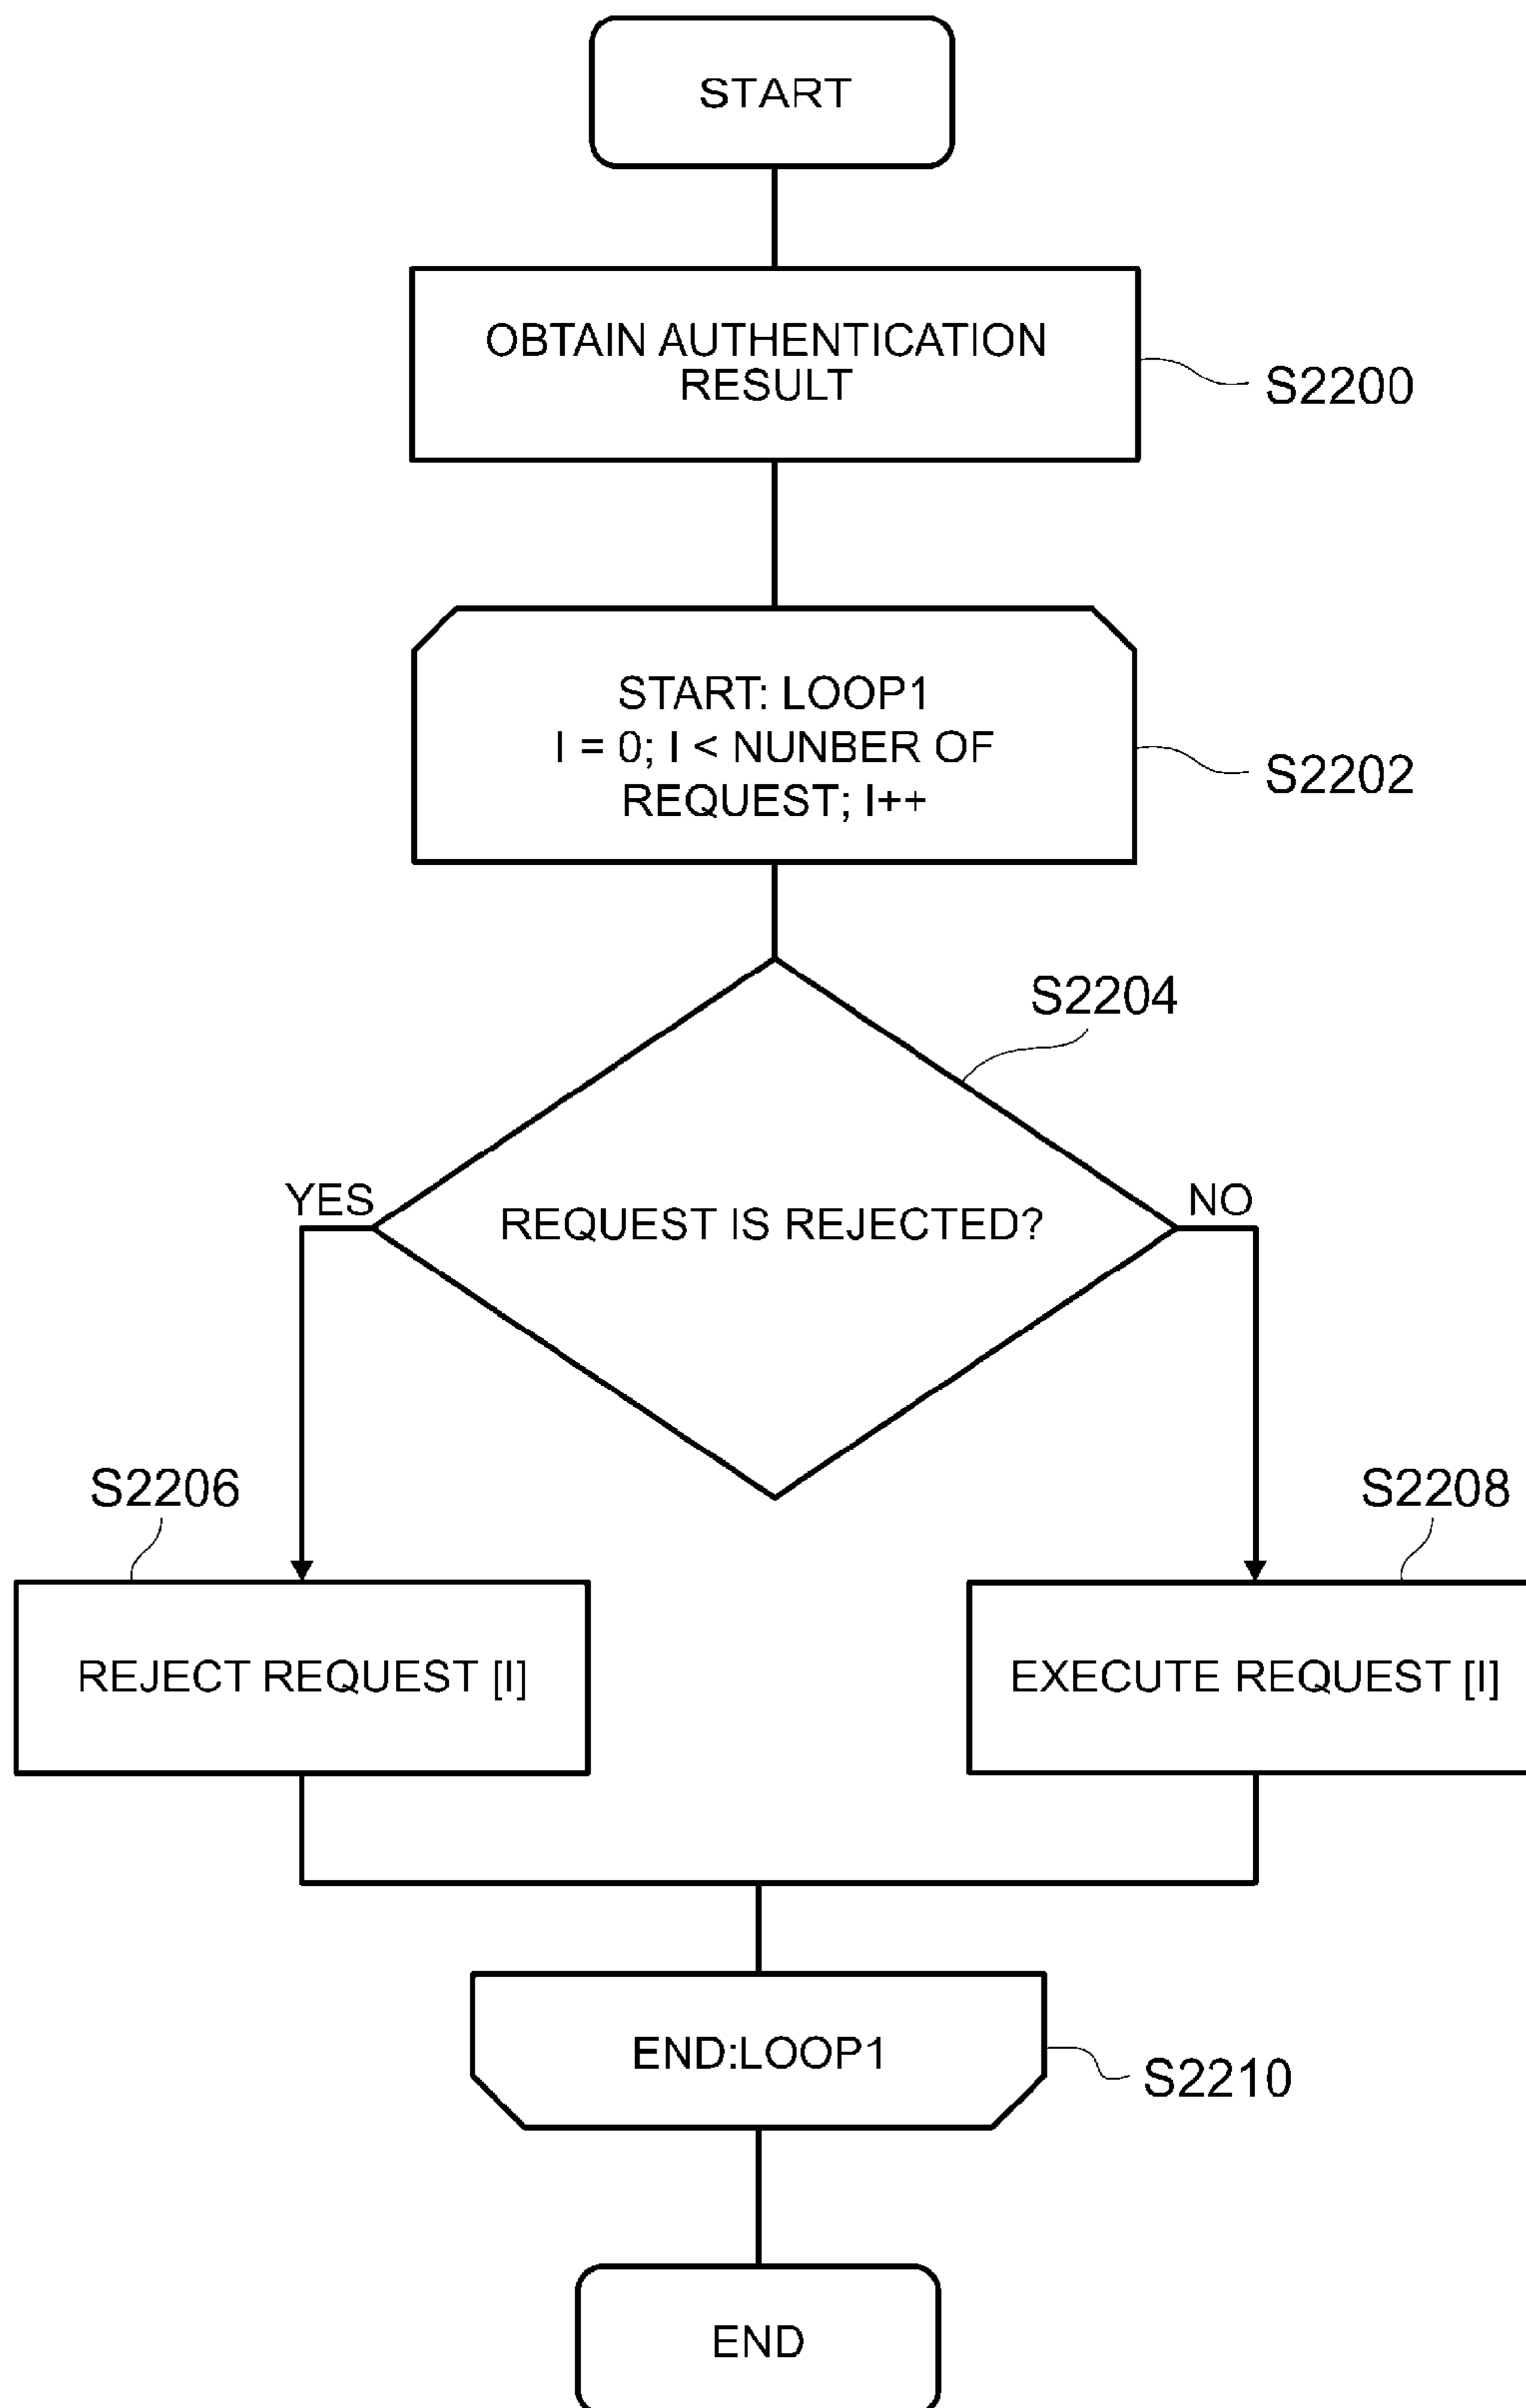 START
OBTAIN AUTHENTICATION
RESULT
S2200
START: LOOP1
I = 0; I < NUNBER OF
REQUEST; I++
S2202
S2204
YES
REQUEST IS REJECTED?
NO
S2206
S2208
REJECT REQUEST [I]
EXECUTE REQUEST [I]
END:LOOP1
S2210
END